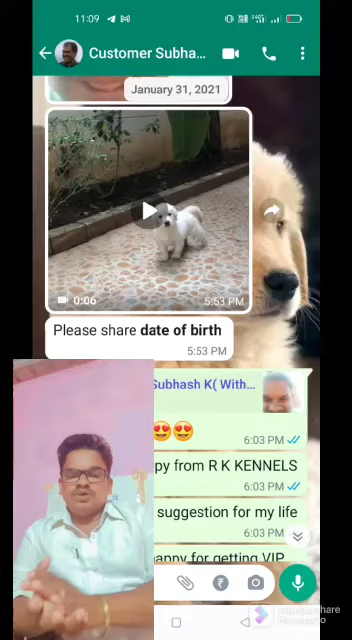 11:09
Customer Subha...
January 31, 2021
0:06
5:53 PM
Please share date of birth
5:53 PM
Subhash K( With...
6:03 PM
py from R K KENNELS
6:03 PM
suggestion for my life
6:03 PM
happy for getting VIP